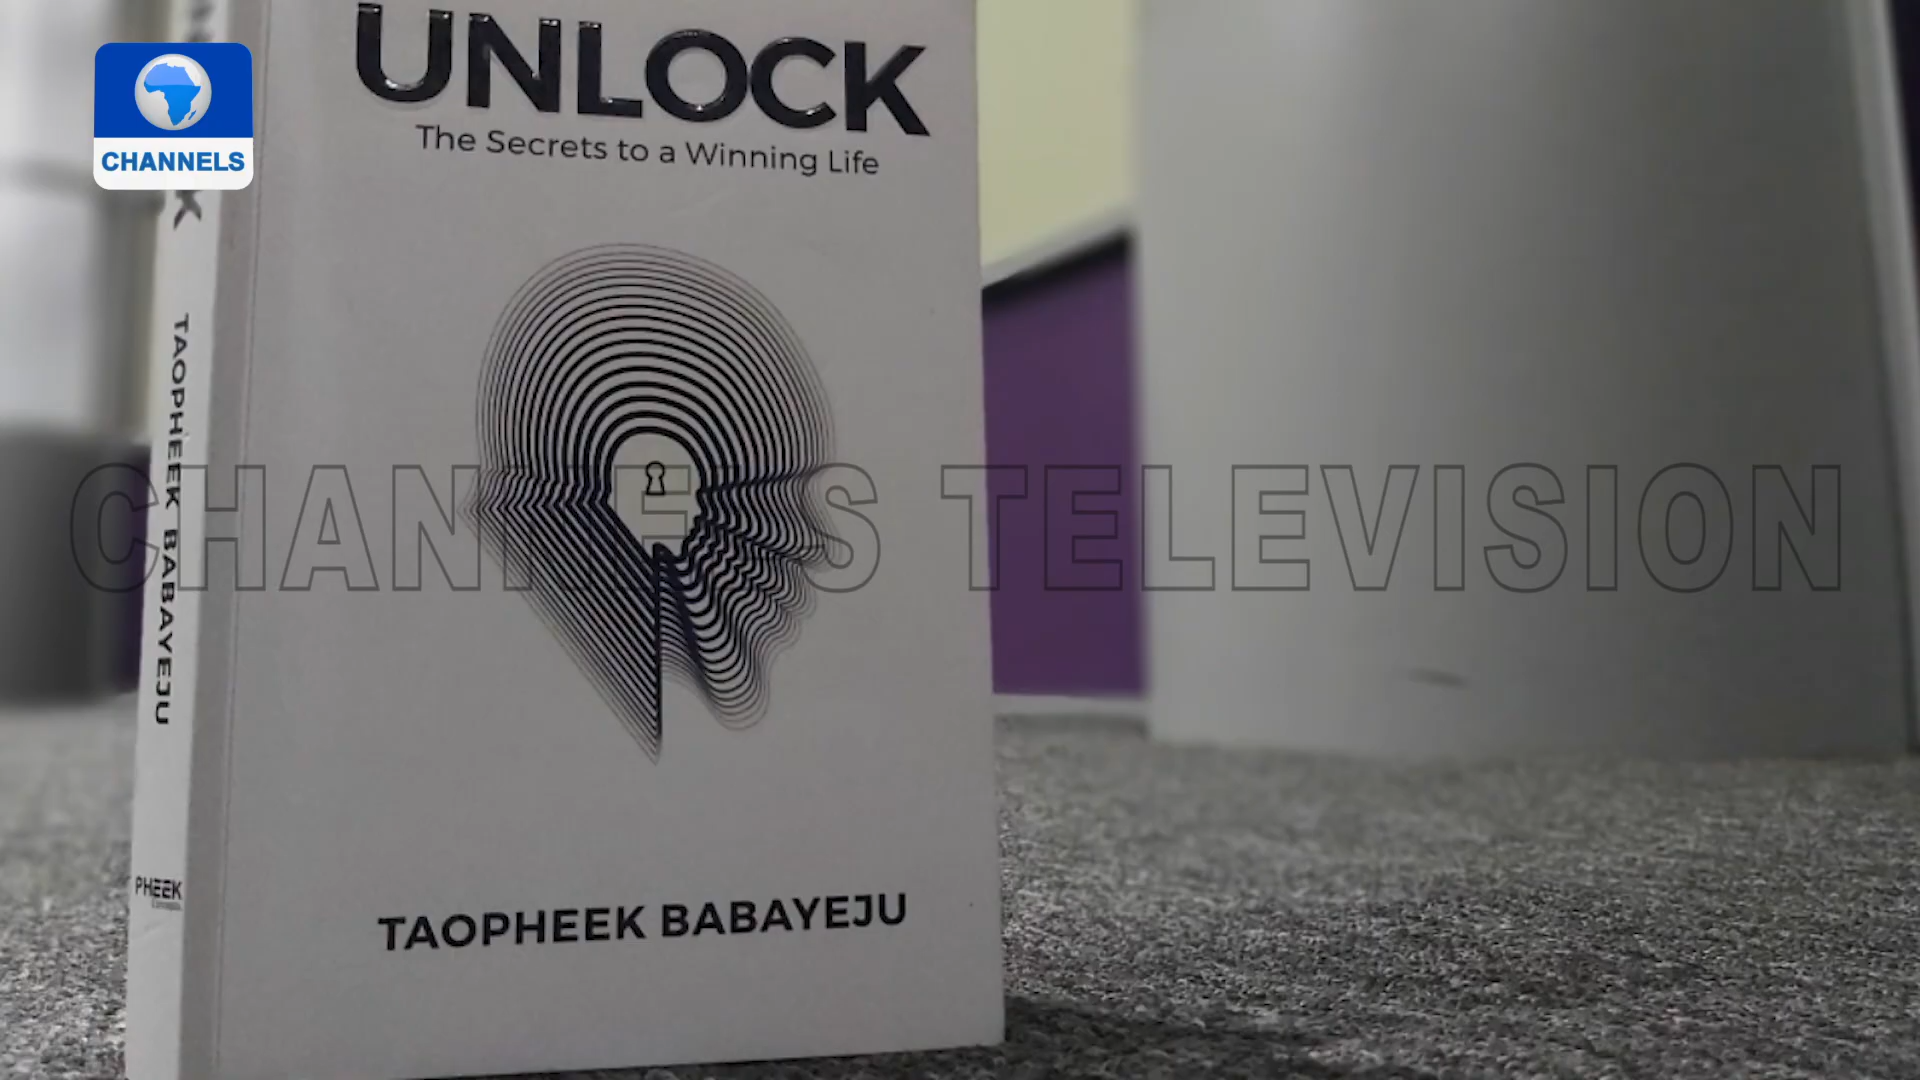 UNLOCK
The Secrets to a Winning Life
CHANNELS
TAOPHEEK BABAYEJU
CHANNELS TELEVISION
PHEEK
TAOPHEEK BABAYEJU